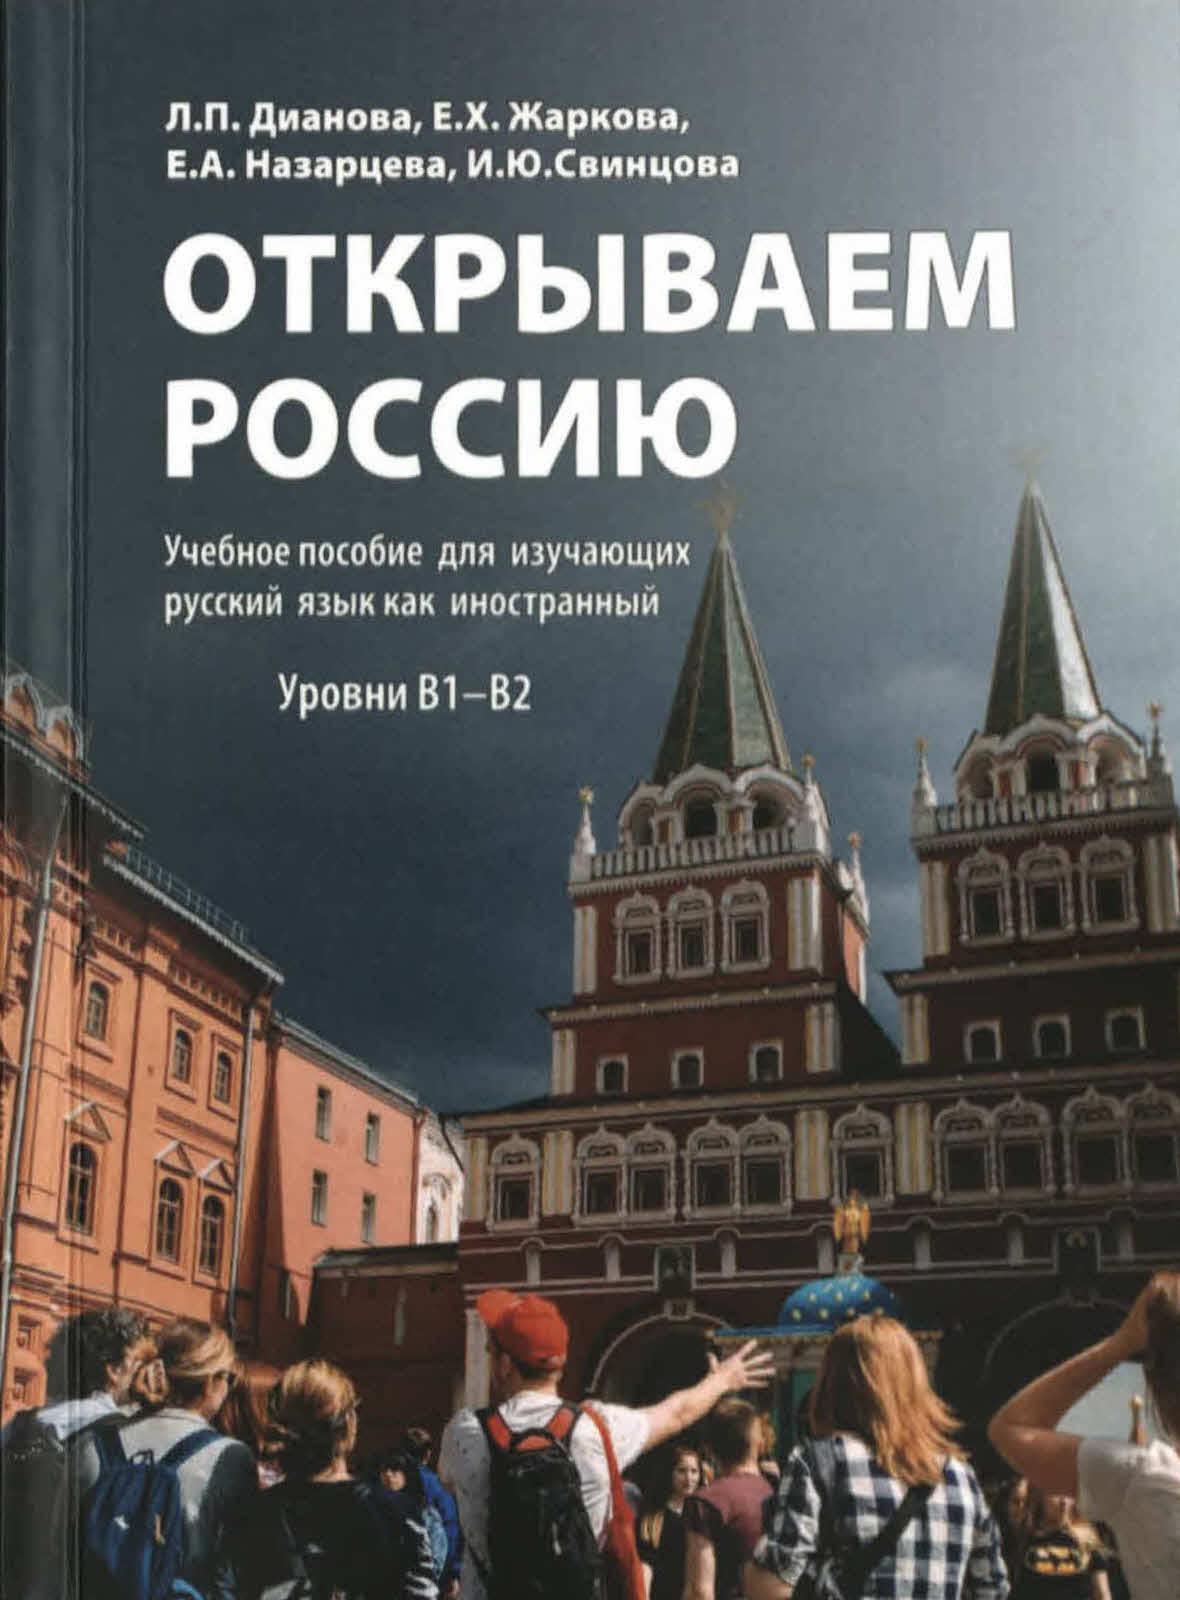 Л.П. Дианова, Е.Х. Жаркова,
Е.А. Назарцева, И.Ю.Свинцова
ОТКРЫВАЕМ
РОССИЮ
Учебное пособие для изучающих
русский язык как иностранный
Уровни В1–В2